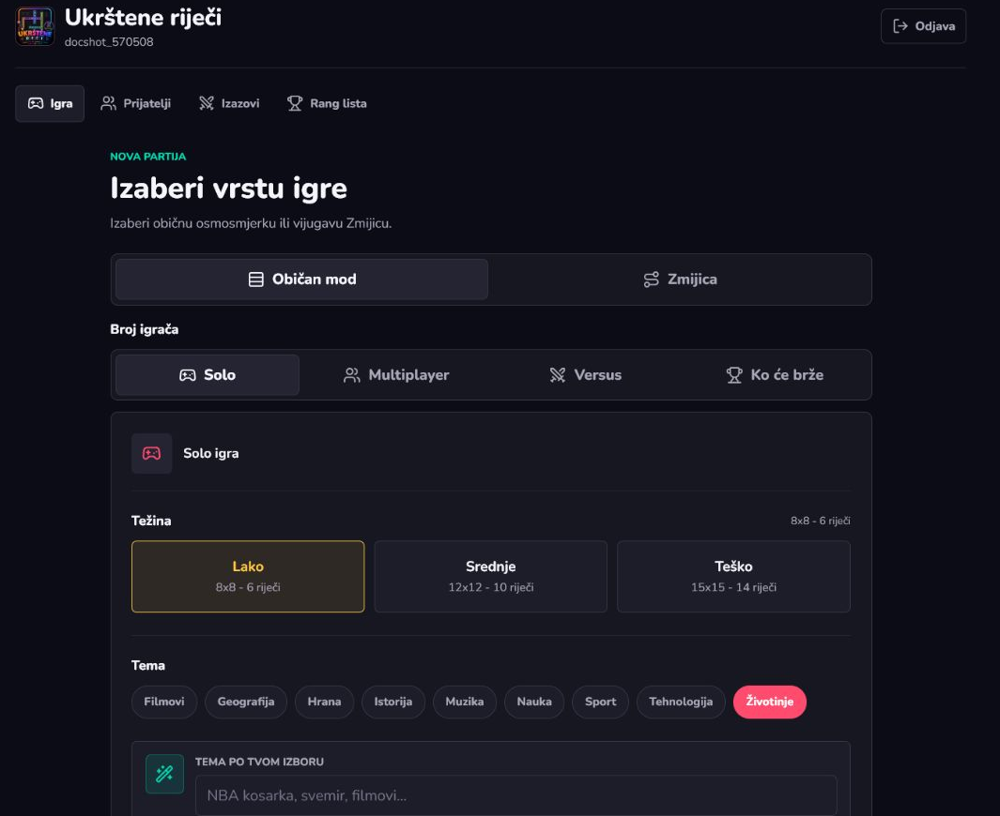 Ukrštene riječi
docshot_570508
Odjava
Igra
Prijatelji
Izazovi
Rang lista
NOVA PARTIJA
Izaberi vrstu igre
Izaberi običnu osmosmjerku ili vijugavu Zmijicu.
Običan mod
Zmijica
Broj igrača
Solo
Multiplayer
Versus
Ko će brže
Solo igra
Težina
8x8 - 6 riječi
Lako
8x8 - 6 riječi
Srednje
12x12 - 10 riječi
Teško
15x15 - 14 riječi
Tema
Filmovi
Geografija
Hrana
Istorija
Muzika
Nauka
Sport
Tehnologija
Životinje
TEMA PO TVOM IZBORU
NBA kosarka, svemir, filmovi...